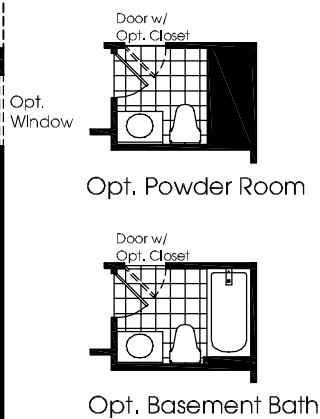 Door w/
Opt. Closet
Opt.
Window
Opt. Powder Room
Door w/
Opt. Closet
Opt. Basement Bath